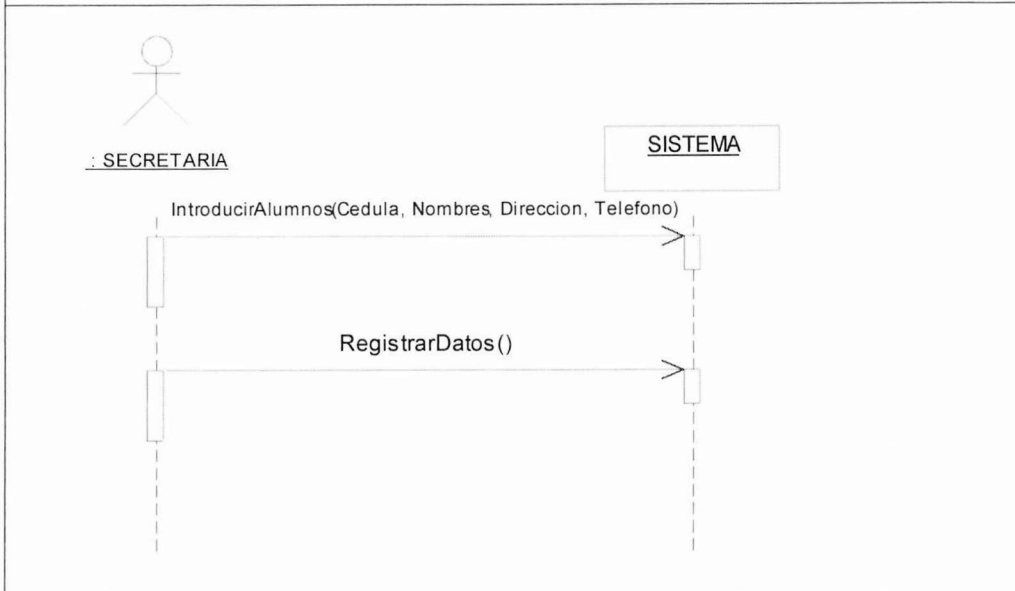 : SECRETARIA
SISTEMA
IntroducirAlumnos(Cedula, Nombres, Direccion, Telefono)
RegistrarDatos()